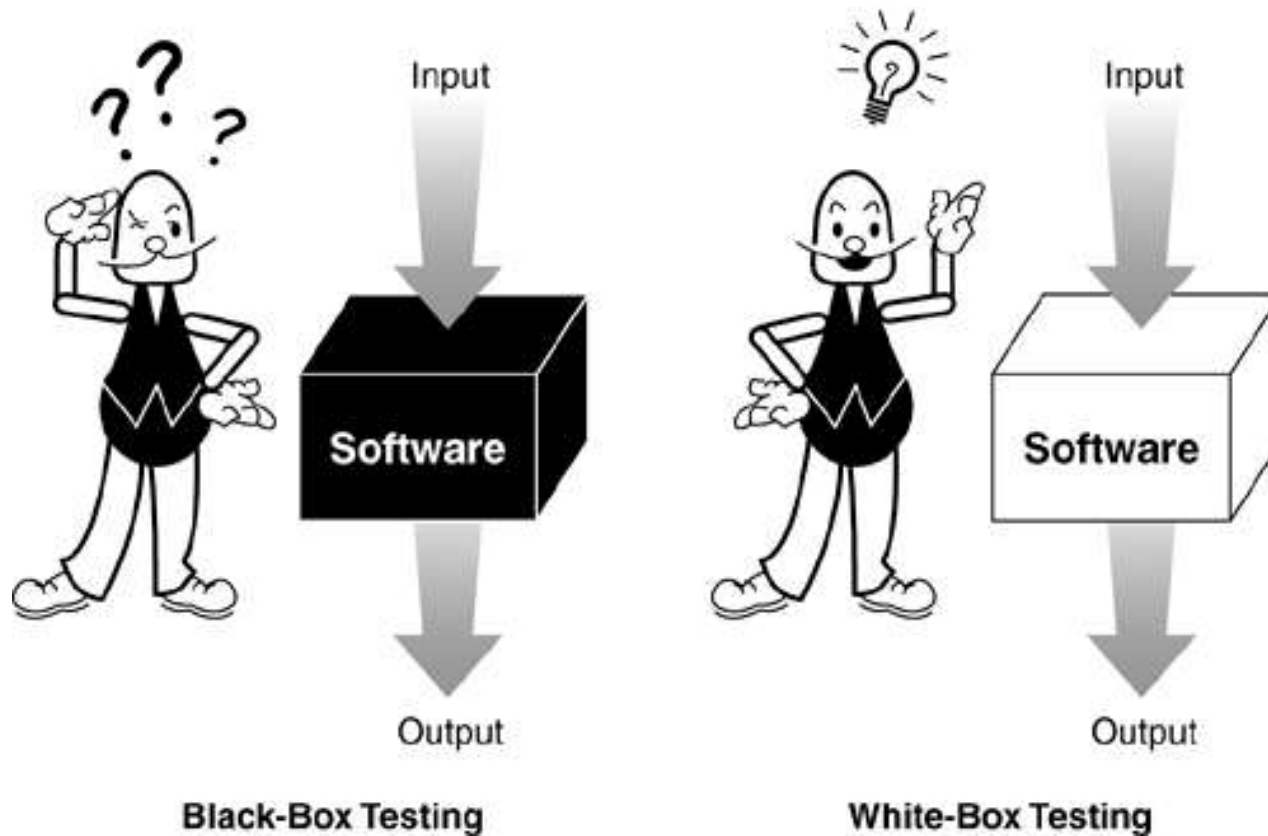 Input
Software
Output
Black-Box Testing
Input
Software
Output
White-Box Testing